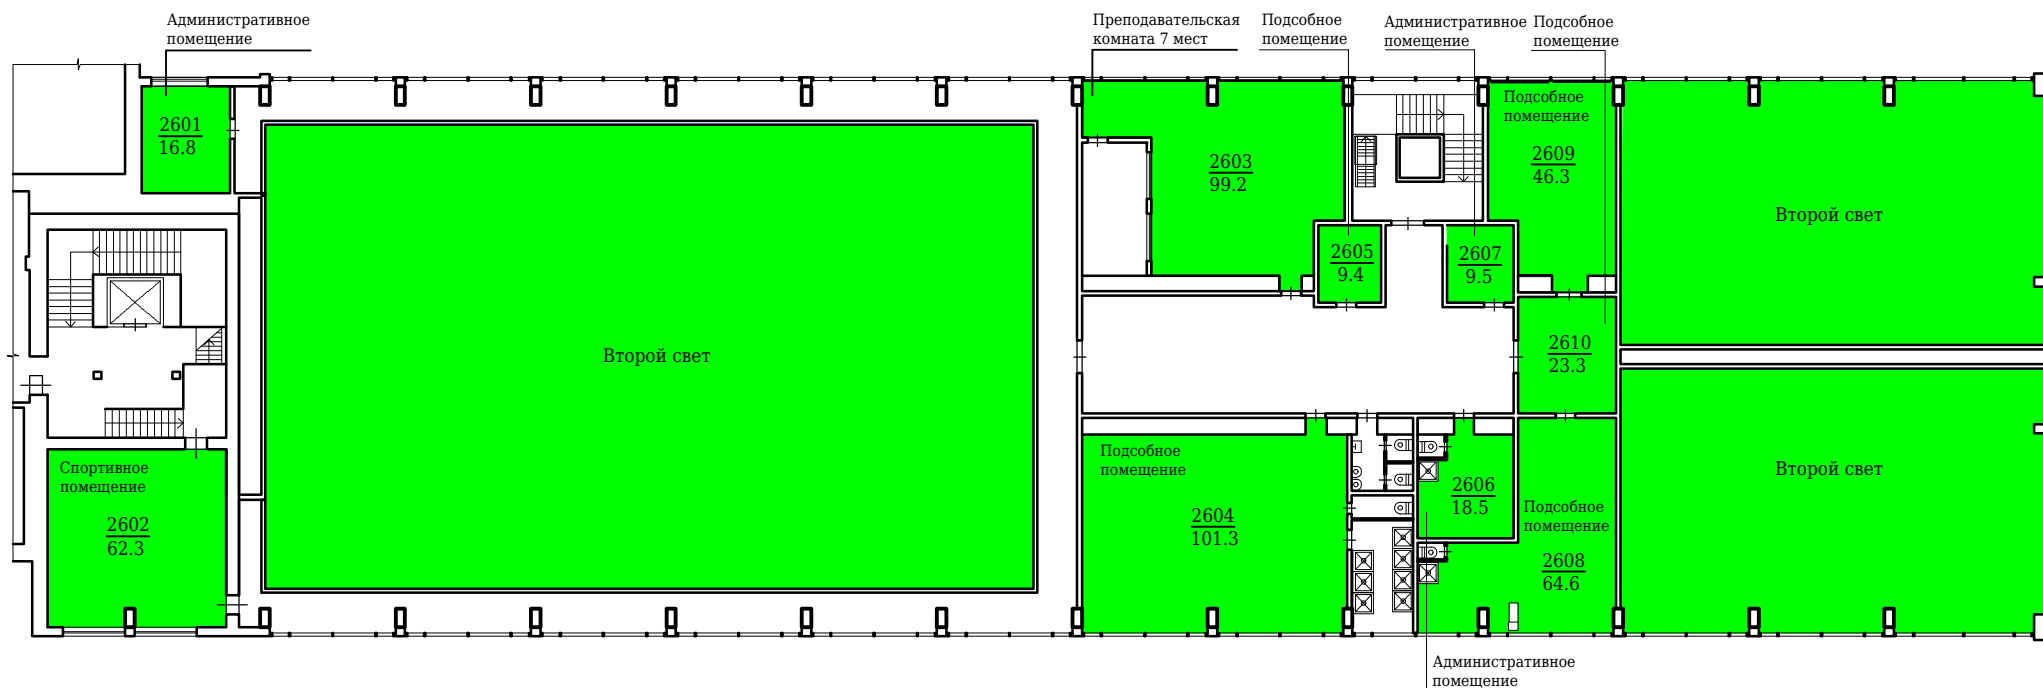 Административное
помещение
Преподавательская
комната 7 мест
Подсобное
помещение
Административное
помещение
Подсобное
помещение
2601
16.8
2603
99.2
Подсобное
помещение
2609
46.3
Второй свет
2605
9.4
2607
9.5
Второй свет
2610
23.3
Спортивное
помещение
2602
62.3
Подсобное
помещение
2604
101.3
2606
18.5
Подсобное
помещение
2608
64.6
Второй свет
Административное
помещение